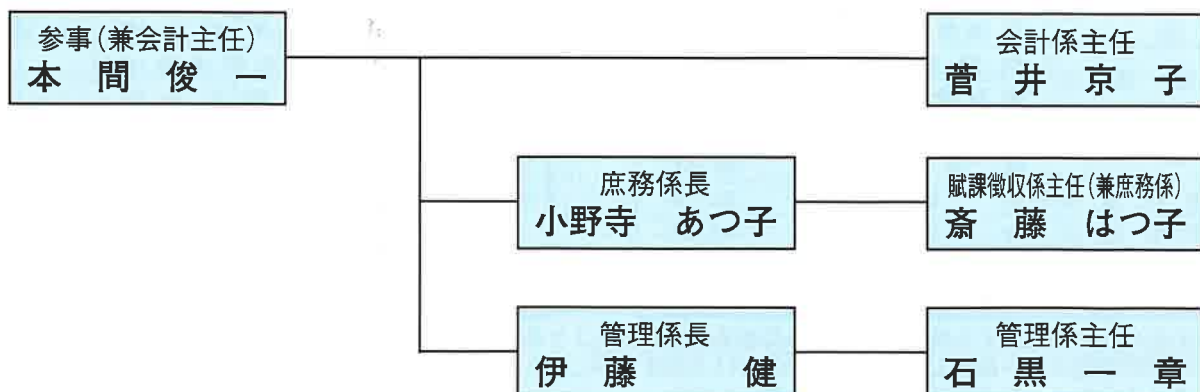 参事(兼会計主任)
本間俊一
会計係主任
菅井京子
庶務係長
小野寺 あつ子
賦課徴収係主任(兼庶務係)
斎藤 はつ子
管理係長
伊藤 健
管理係主任
石黒一章